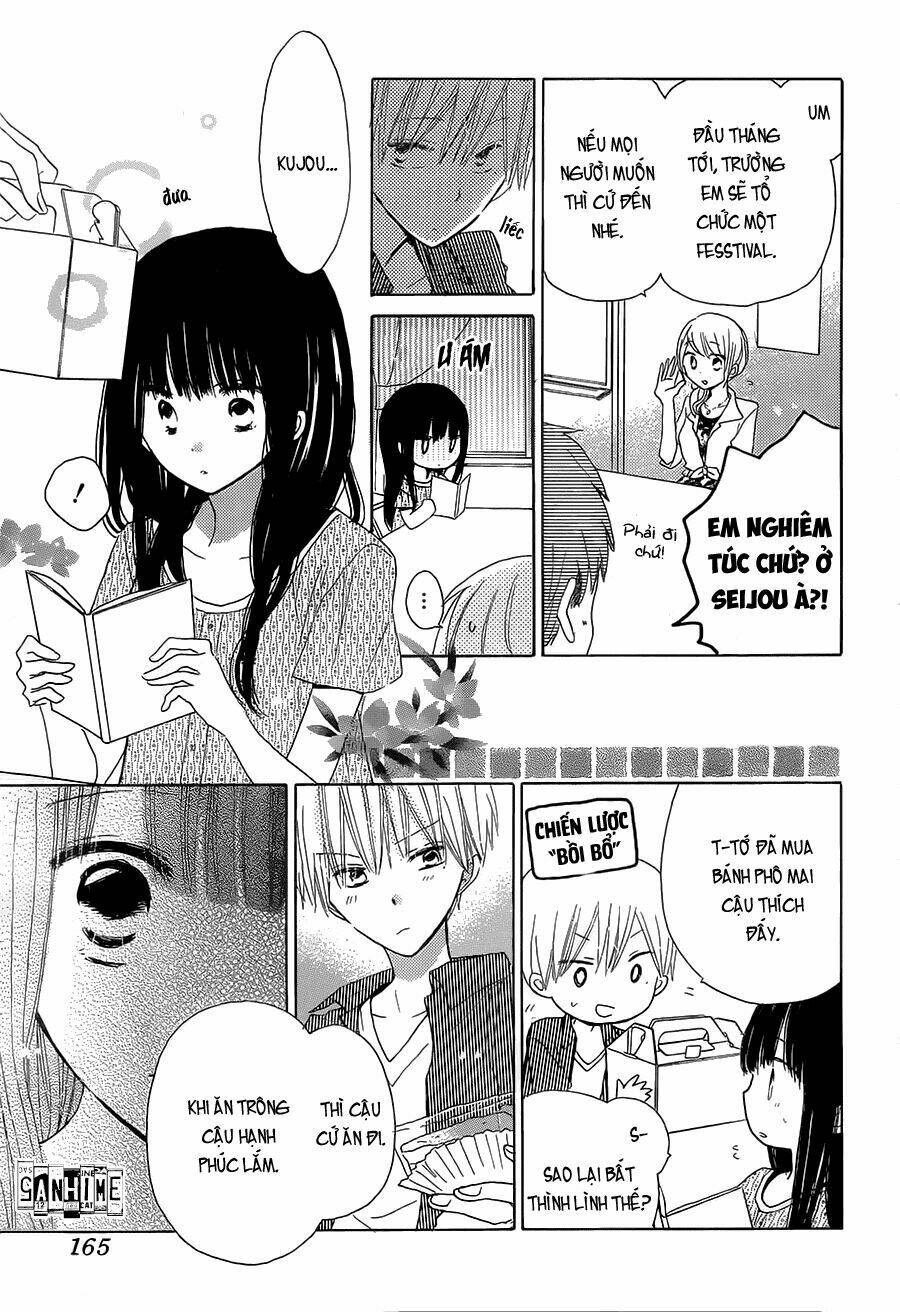 UM
ĐẦU THÁNG
TỚI, TRƯỜNG
EM SẼ TỔ
CHỨC MỘT
FESSTIVAL.
NẾU MỌI
NGƯỜI MUỐN
THÌ CỨ ĐẾN
NHÉ.
EM NGHIÊM
TÚC CHỨ? Ở
SEIJOU À?!
Phải đi
chứ!
liếc
U ÁM
...
KUJOU...
đưa
!
T-TỚ ĐÃ MUA
BÁNH PHÔ MAI
CẬU THÍCH
ĐẤY.
CHIẾN LƯỢC
"BỒI BỔ"
S-
SAO LẠI BẤT
THÌNH LÌNH THẾ?
THÌ CẬU
CỨ ĂN ĐI.
KHI ĂN TRÔNG
CẬU HẠNH
PHÚC LẮM.
SANHIME
165